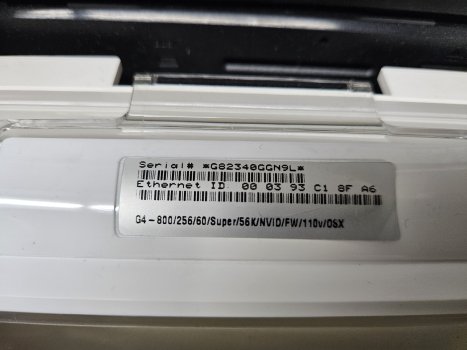 Serial# *G82340GGN9L*
Ethernet ID 00 03 93 C1 8F A6
G4-800/256/60/Super/56K/NVID/FW/110v/OSX